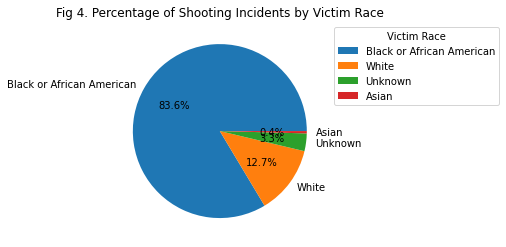 Fig 4. Percentage of Shooting Incidents by Victim Race
Victim Race
Black or African American
White
Unknown
Asian
Black or African American
83.6%
0.4%
3.3%
12.7%
Asian
Unknown
White